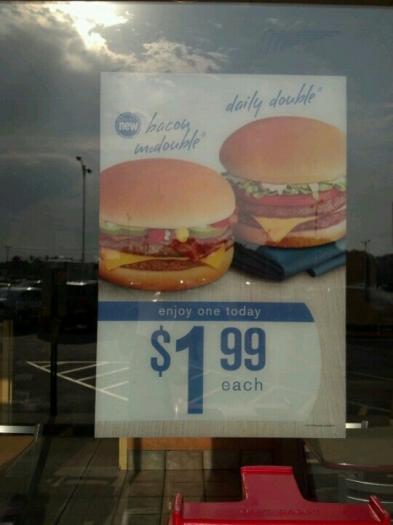 daily double®
new bacon
mcdouble®
enjoy one today
$1 99
each